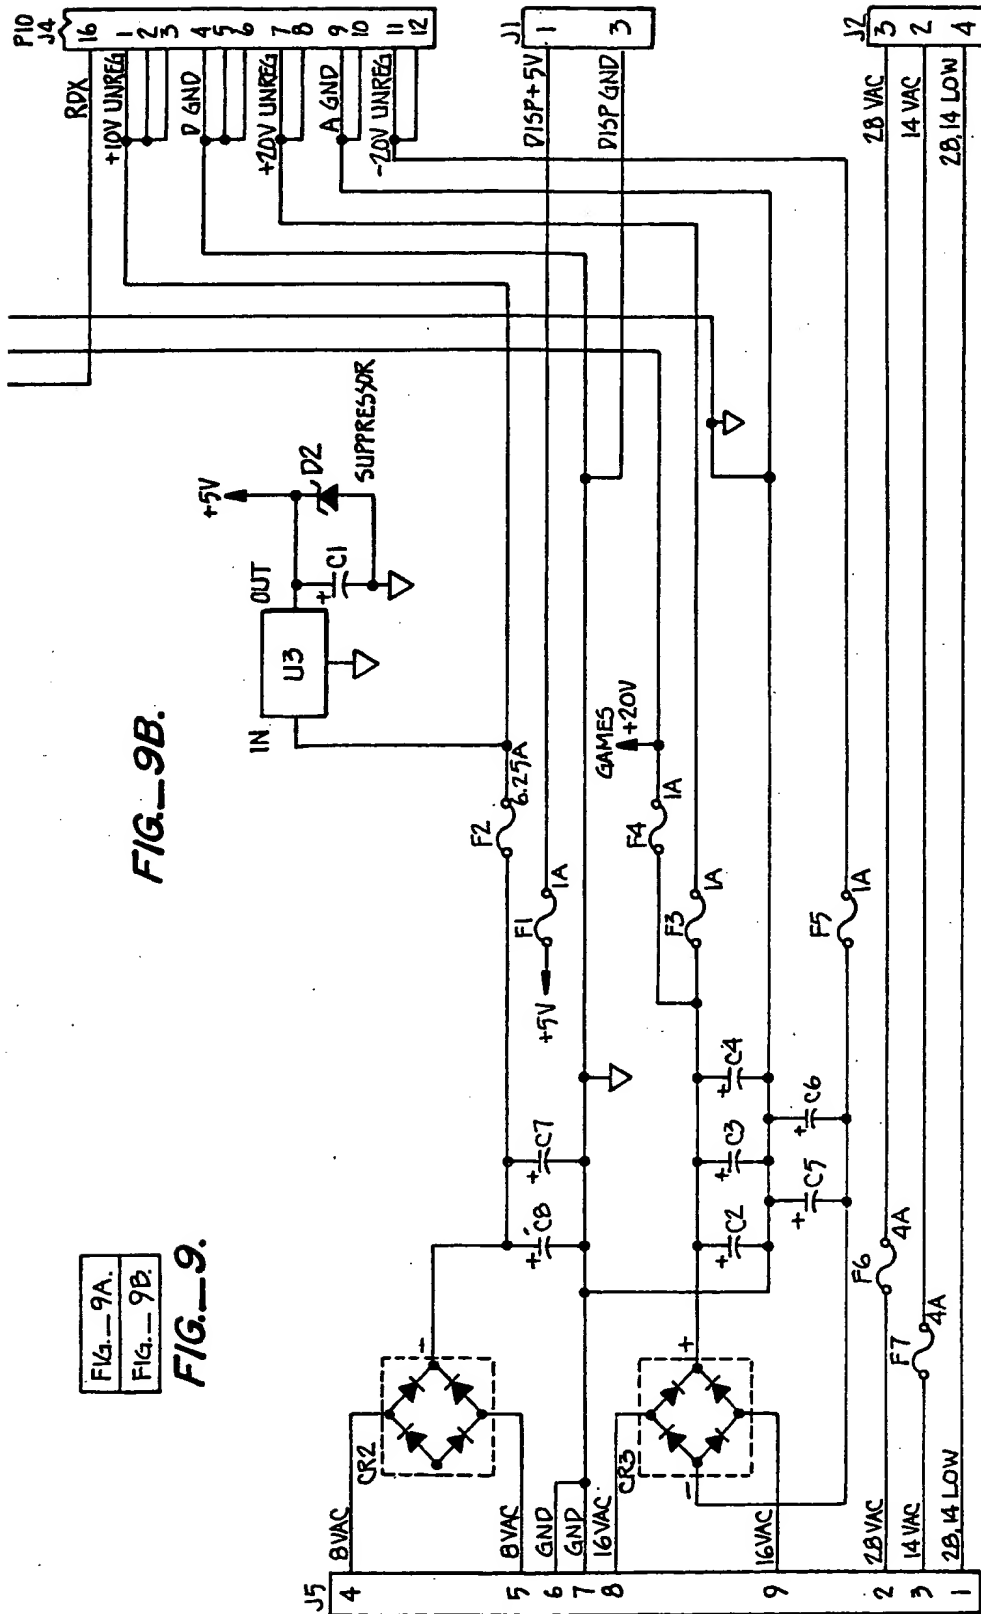 P10
J4
16
1
2
3
4
5
6
7
8
9
10
11
12
RDX
+10V UNREG
D GND
+20V UNREG
A GND
-20V UNREG
J1
1
3
DISP+5V
DISP GND
J2
3
2
4
28 VAC
14 VAC
28,14 LOW
+5V
D2
SUPPRESSOR
OUT
+
C1
U3
IN
FIG._9B.
F2
6.25A
F1
1A
+5V
GAMES
+20V
F4
1A
F3
1A
F5
1A
+
C7
+
C8
+
C4
+
C3
+
C2
+
C6
+
C5
F6
4A
F7
4A
FIG._9A.
FIG._9B.
FIG._9.
-
CR2
+
CR3
-
J5
4
5
6
7
8
9
2
3
1
8VAC
8VAC
GND
GND
16VAC
16VAC
28VAC
14VAC
28,14 LOW